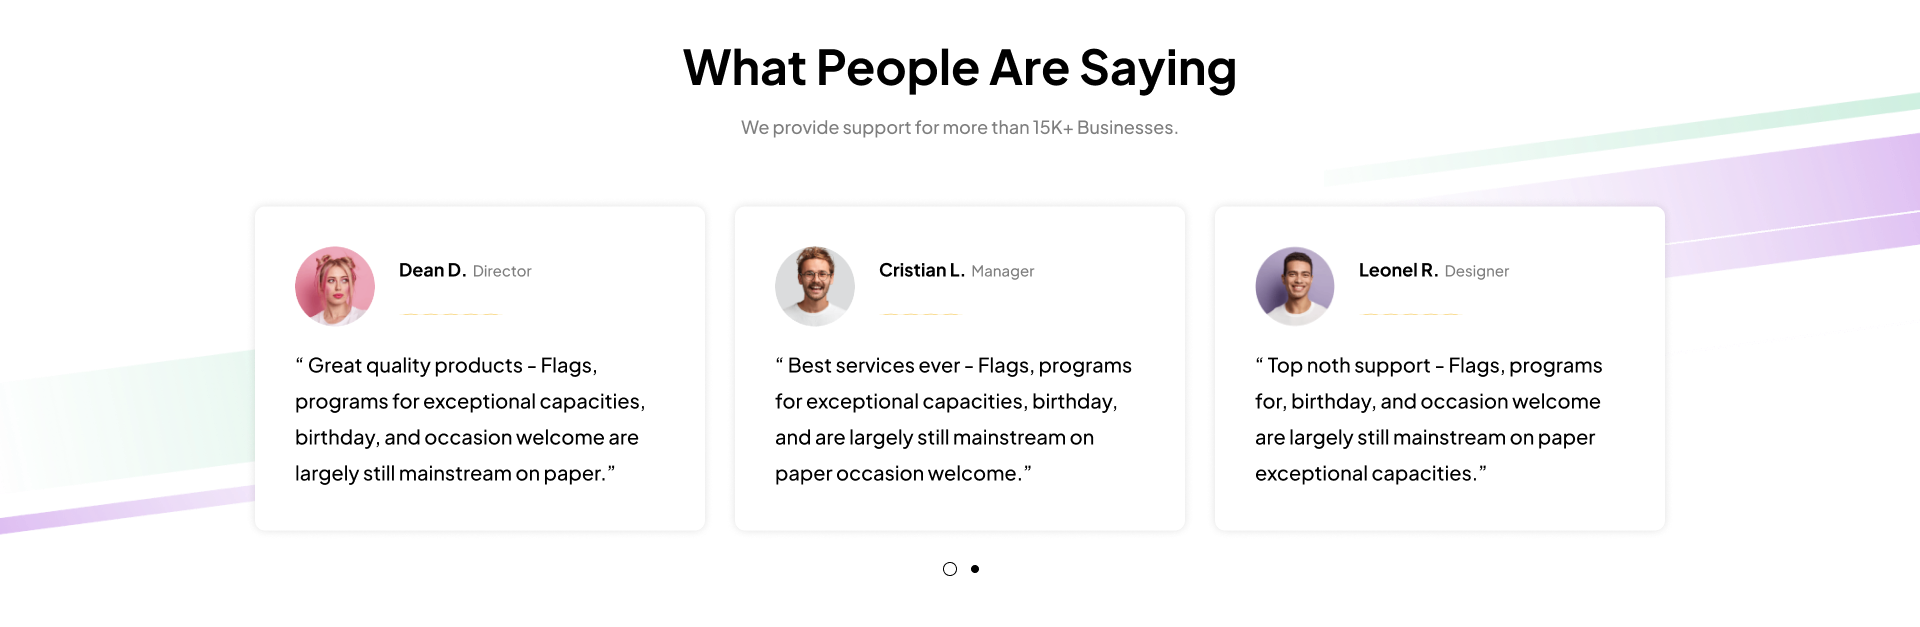 What People Are Saying
We provide support for more than 15K+ Businesses.
Dean D. Director
“ Great quality products - Flags,
programs for exceptional capacities,
birthday, and occasion welcome are
largely still mainstream on paper.”
Cristian L. Manager
“ Best services ever - Flags, programs
for exceptional capacities, birthday,
and are largely still mainstream on
paper occasion welcome.”
Leonel R. Designer
“ Top noth support - Flags, programs
for, birthday, and occasion welcome
are largely still mainstream on paper
exceptional capacities.”